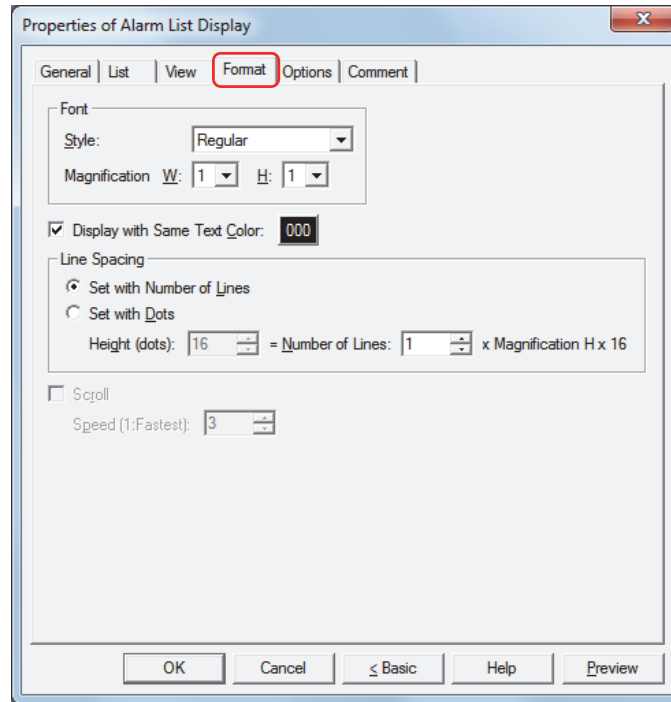 Properties of Alarm List Display
General List View Format Options Comment
Font
Style: Regular
Magnification W: 1 H: 1
Display with Same Text Color: 000
Line Spacing
Set with Number of Lines
Set with Dots
Height (dots): 16 = Number of Lines: 1 x Magnification H x 16
Scroll
Speed (1:Fastest): 3
OK Cancel < Basic Help Preview